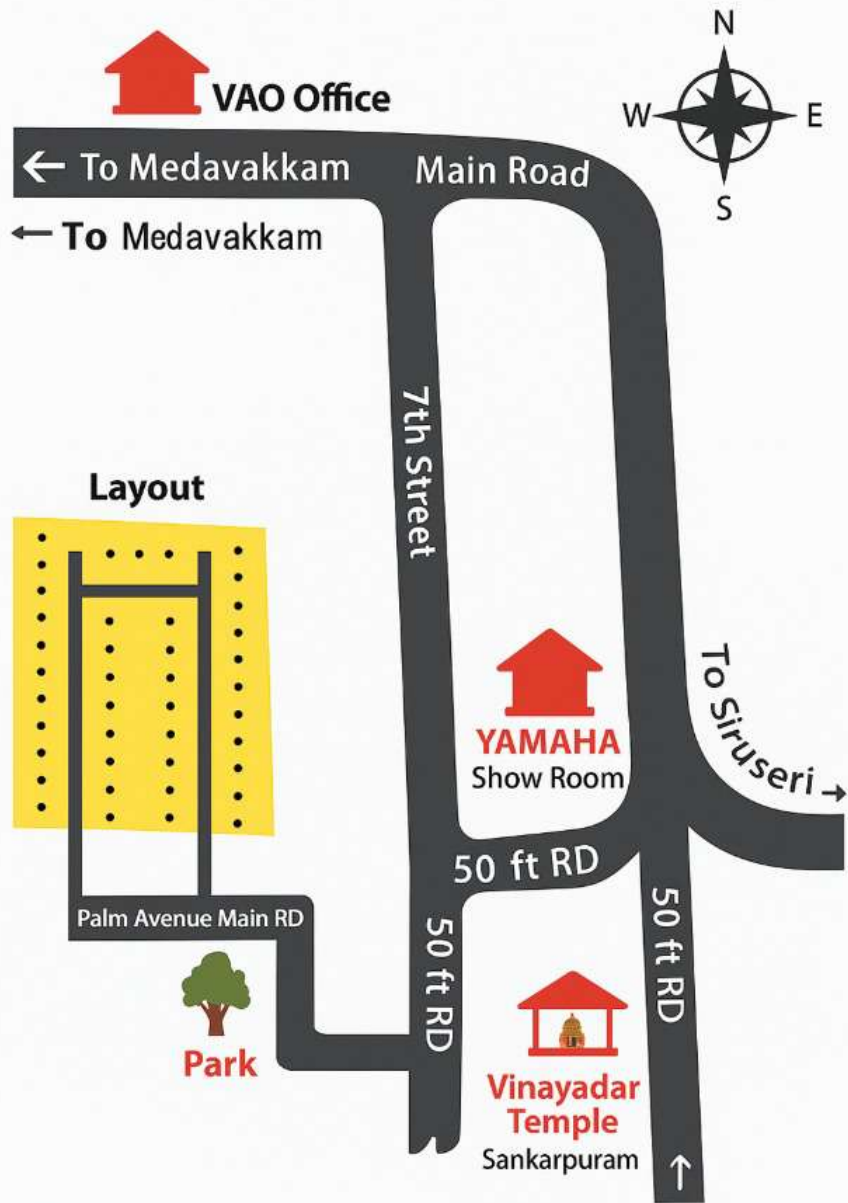 N
W E
S
VAO Office
← To Medavakkam Main Road
← To Medavakkam
7th Street
Layout
To Siruseri →
YAMAHA
Show Room
50 ft RD
Palm Avenue Main RD
50 ft RD
50 ft RD
Park
Vinayadar
Temple
Sankarpuram
↑